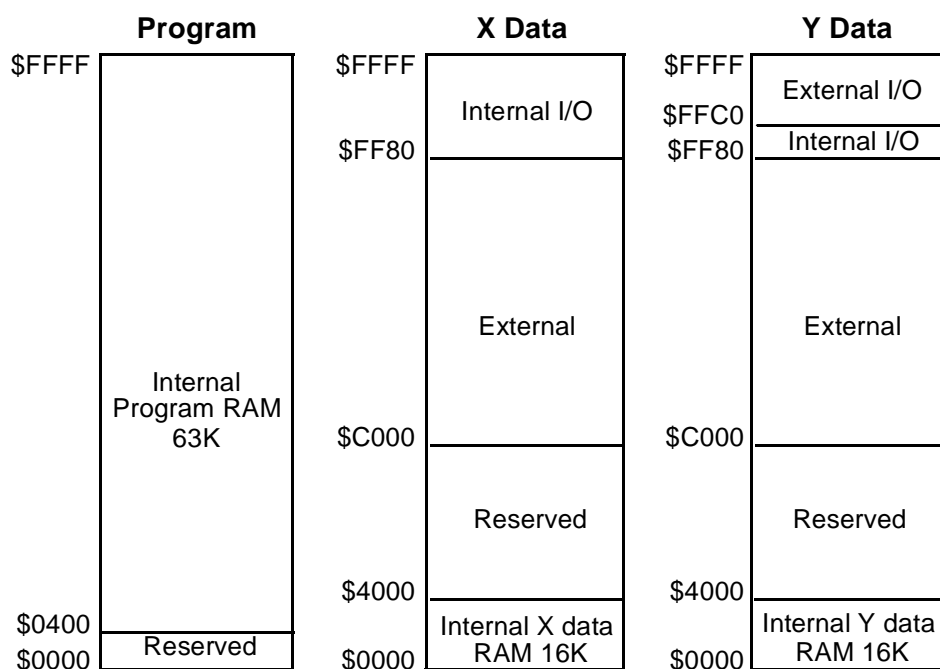 Program
$FFFF
Internal
Program RAM
63K
$0400
Reserved
$0000
X Data
$FFFF
Internal I/O
$FF80
External
$C000
Reserved
$4000
Internal X data
RAM 16K
$0000
Y Data
$FFFF
External I/O
$FFC0
Internal I/O
$FF80
External
$C000
Reserved
$4000
Internal Y data
RAM 16K
$0000